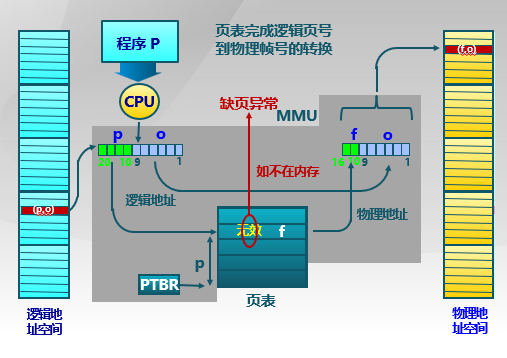 程序 P
页表完成逻辑页号
到物理帧号的转换
(f,o)
CPU
缺页异常
MMU
p o
f o
20 10 9 1
16 10 9 1
如不在内存
逻辑地址
物理地址
(p,o)
无效 f
p
PTBR
页表
逻辑地
址空间
物理地
址空间